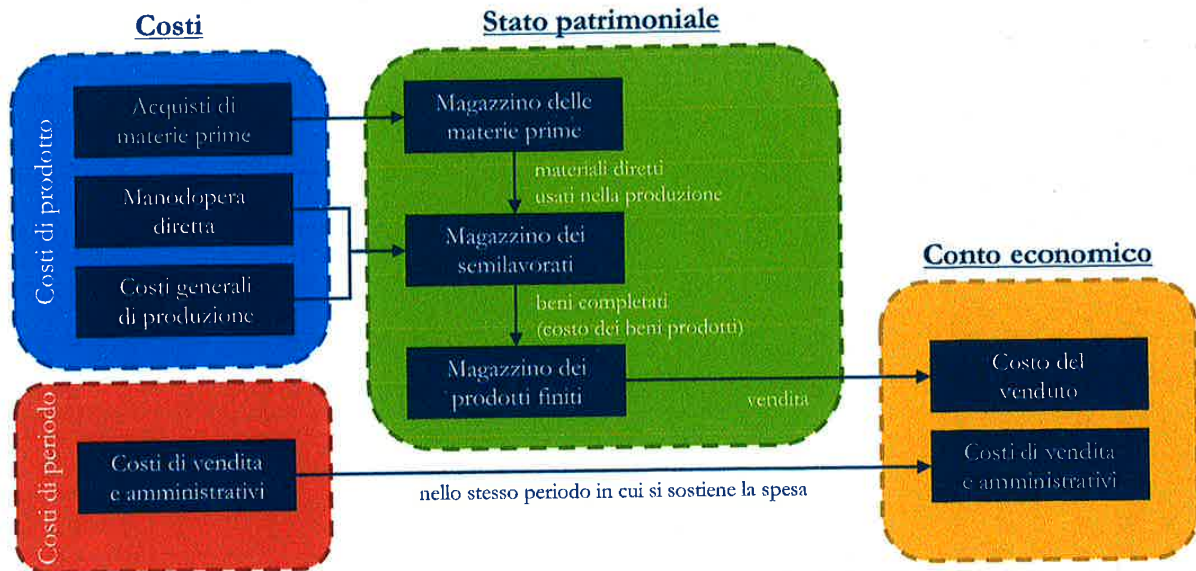 Costi
Stato patrimoniale
Costi di prodotto
Acquisti di
materie prime
Manodopera
diretta
Costi generali
di produzione
Magazzino delle
materie prime
materiali diretti
usati nella produzione
Magazzino dei
semilavorati
beni completati
(costo dei beni prodotti)
Magazzino dei
prodotti finiti
vendita
Conto economico
Costo del
venduto
Costi di vendita
e amministrativi
Costi di periodo
Costi di vendita
e amministrativi
nello stesso periodo in cui si sostiene la spesa